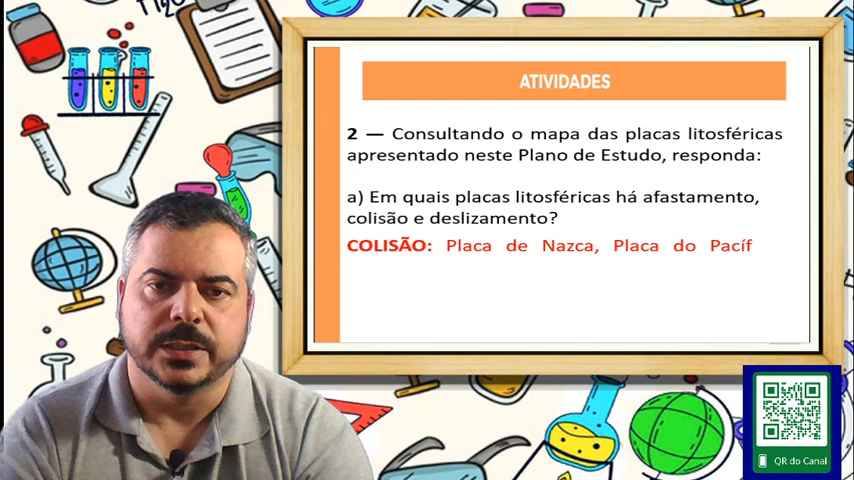 ATIVIDADES
2 — Consultando o mapa das placas litosféricas
apresentado neste Plano de Estudo, responda:
a) Em quais placas litosféricas há afastamento,
colisão e deslizamento?
COLISÃO: Placa de Nazca, Placa do Pacíf
QR do Canal